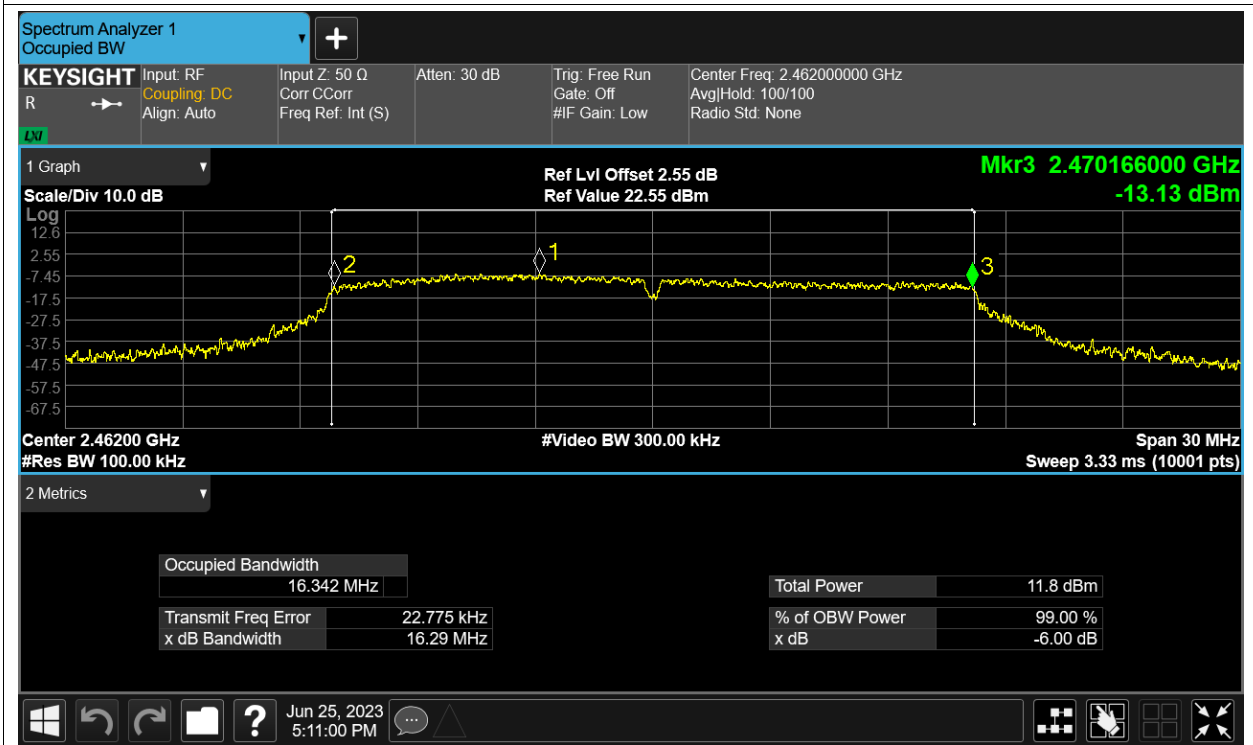 Spectrum Analyzer 1
Occupied BW
KEYSIGHT
R
LXI
Input: RF
Coupling: DC
Align: Auto
Input Z: 50 Ω
Corr CCorr
Freq Ref: Int (S)
Atten: 30 dB
Trig: Free Run
Gate: Off
#IF Gain: Low
Center Freq: 2.462000000 GHz
Avg|Hold: 100/100
Radio Std: None
1 Graph
Scale/Div 10.0 dB
Ref Lvl Offset 2.55 dB
Ref Value 22.55 dBm
Mkr3 2.470166000 GHz
-13.13 dBm
Log
12.6
2.55
-7.45
-17.5
-27.5
-37.5
-47.5
-57.5
-67.5
2
1
3
Center 2.46200 GHz
#Res BW 100.00 kHz
#Video BW 300.00 kHz
Span 30 MHz
Sweep 3.33 ms (10001 pts)
2 Metrics
Occupied Bandwidth
16.342 MHz
Transmit Freq Error 22.775 kHz
x dB Bandwidth 16.29 MHz
Total Power 11.8 dBm
% of OBW Power 99.00 %
x dB -6.00 dB
?
Jun 25, 2023
5:11:00 PM